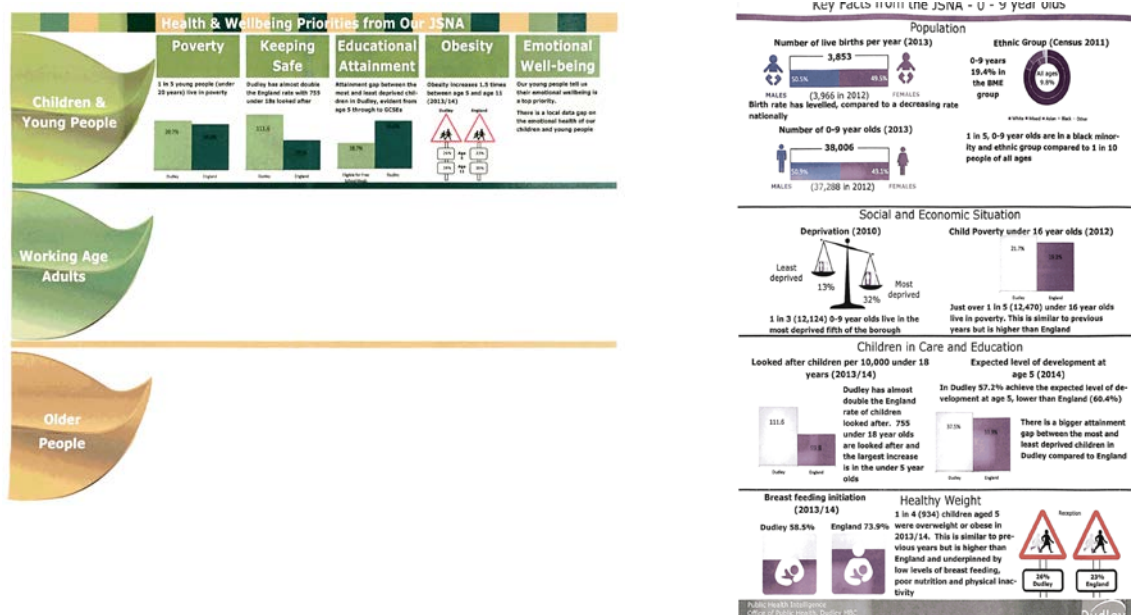 Health & Wellbeing Priorities from Our JSNA
Children &
Young People
Poverty
1 in 5 young people (under
20 years) live in poverty
Dudley
England
Keeping
Safe
Dudley has almost double
the England rate with 755
under 18s looked after
111.6
Dudley
England
Educational
Attainment
Attainment gap between the
most and least deprived chil-
dren in Dudley, evident from
age 5 through to GCSEs
Obesity
Obesity increases 1.5 times
between age 5 and age 11
(2013/14)
Dudley
England
Age
Emotional
Well-being
Our young people tell us
their emotional wellbeing is
a top priority.
There is a local data gap on
the emotional health of our
children and young people
Working Age
Adults
Older
People
Key Facts from the JSNA - 0 - 9 year olds
Population
Number of live births per year (2013)
3,853
50.5%
49.5%
MALES
(3,966 in 2012)
FEMALES
Birth rate has levelled, compared to a decreasing rate
nationally
Number of 0-9 year olds (2013)
38,006
50.9%
49.1%
MALES
(37,288 in 2012)
FEMALES
Ethnic Group (Census 2011)
0-9 years
19.4% in
the BME
group
All ages
9.8%
White Mixed Asian Black Other
1 in 5, 0-9 year olds are in a black minor-
ity and ethnic group compared to 1 in 10
people of all ages
Social and Economic Situation
Deprivation (2010)
Least
deprived
13%
Most
deprived
32%
1 in 3 (12,124) 0-9 year olds live in the
most deprived fifth of the borough
Child Poverty under 16 year olds (2012)
21.7%
Dudley
England
Just over 1 in 5 (12,470) under 16 year olds
live in poverty. This is similar to previous
years but is higher than England
Children in Care and Education
Looked after children per 10,000 under 18
years (2013/14)
111.6
Dudley
England
Dudley has almost
double the England
rate of children
looked after. 755
under 18 year olds
are looked after and
the largest increase
is in the under 5 year
olds
Expected level of development at
age 5 (2014)
In Dudley 57.2% achieve the expected level of de-
velopment at age 5, lower than England (60.4%)
Dudley
England
There is a bigger attainment
gap between the most and
least deprived children in
Dudley compared to England
Breast feeding initiation
(2013/14)
Dudley 58.5%
England 73.9%
Healthy Weight
1 in 4 (934) children aged 5
were overweight or obese in
2013/14. This is similar to pre-
vious years but is higher than
England and underpinned by
low levels of breast feeding,
poor nutrition and physical inac-
tivity
Reception
26%
Dudley
23%
England
Public Health Intelligence
Office of Public Health, Dudley MBC
Dudley